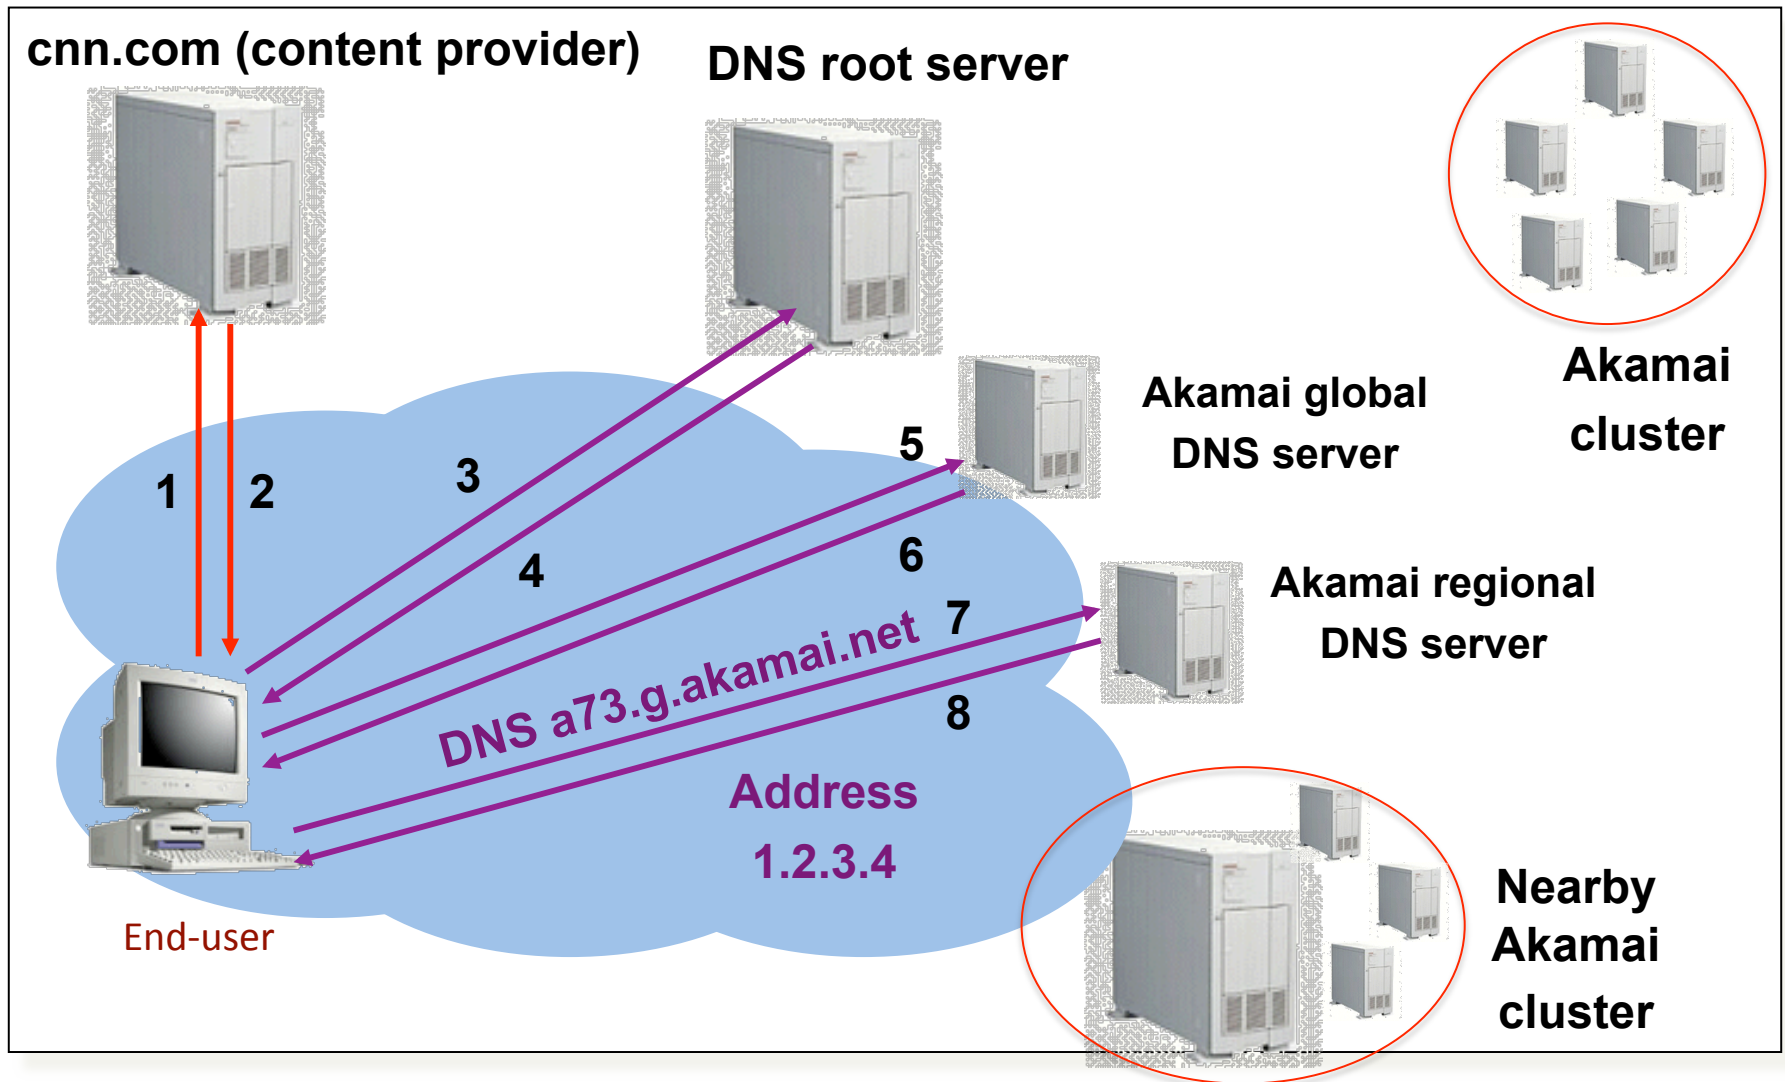 cnn.com (content provider)
DNS root server
Akamai
cluster
Akamai global
DNS server
1
2
3
4
5
6
Akamai regional
DNS server
7
DNS a73.g.akamai.net
8
Address
1.2.3.4
End-user
Nearby
Akamai
cluster